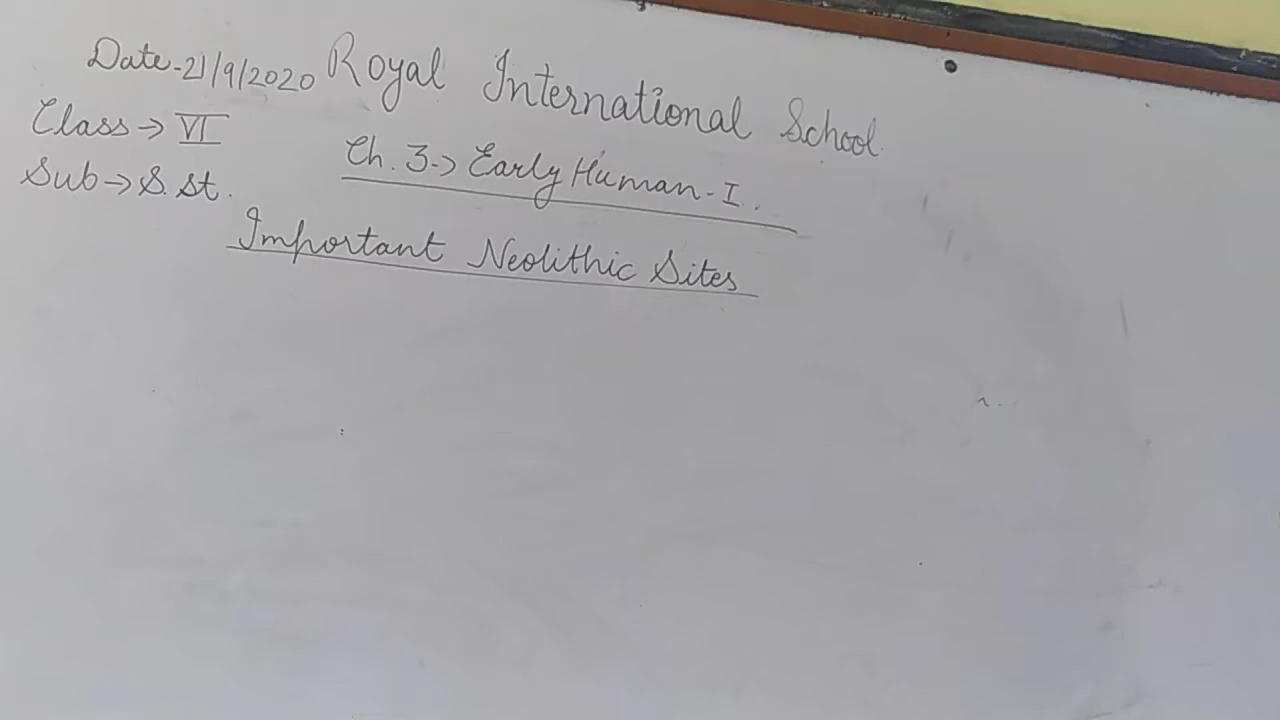 Date-21/9/2020 Royal International School
Class→VI
Ch. 3→ Early Human-I.
Sub→S.St.
Important Neolithic Sites